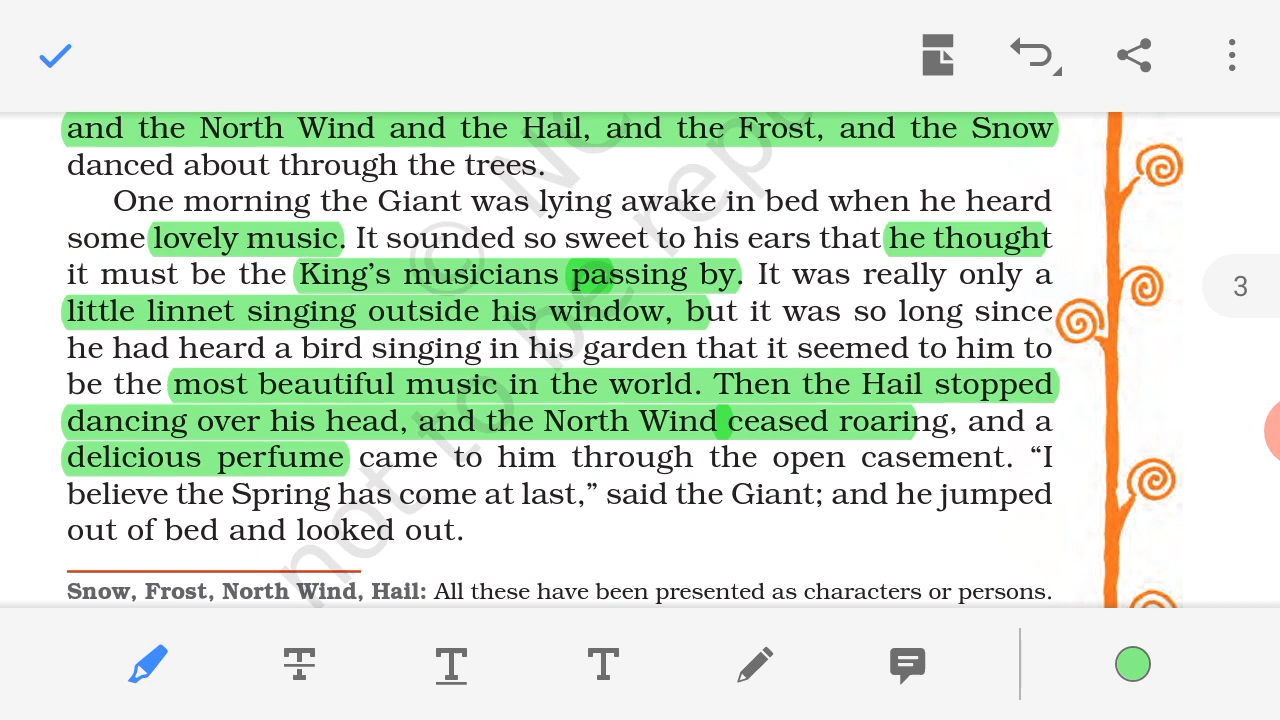 and the North Wind and the Hail, and the Frost, and the Snow
danced about through the trees.
One morning the Giant was lying awake in bed when he heard
some lovely music. It sounded so sweet to his ears that he thought
it must be the King's musicians passing by. It was really only a
little linnet singing outside his window, but it was so long since
he had heard a bird singing in his garden that it seemed to him to
be the most beautiful music in the world. Then the Hail stopped
dancing over his head, and the North Wind ceased roaring, and a
delicious perfume came to him through the open casement. “I
believe the Spring has come at last,” said the Giant; and he jumped
out of bed and looked out.
Snow, Frost, North Wind, Hail: All these have been presented as characters or persons.
3
© N
not to be rep
T T T